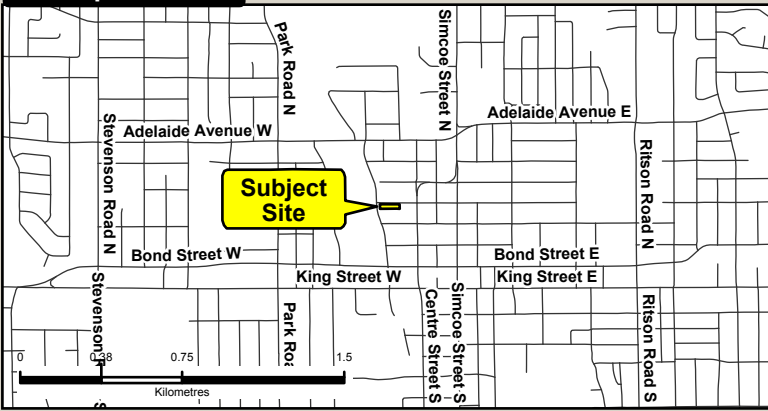 Park Road N
Simcoe Street N
Adelaide Avenue E
Stevenson Road N
Adelaide Avenue W
Ritson Road N
Subject
Site
Bond Street W
Bond Street E
King Street W
King Street E
Stevenson R
Park Roa
Centre Street S
Simcoe Street S
Ritson Road S
0 0.38 0.75 1.5
Kilometres
S